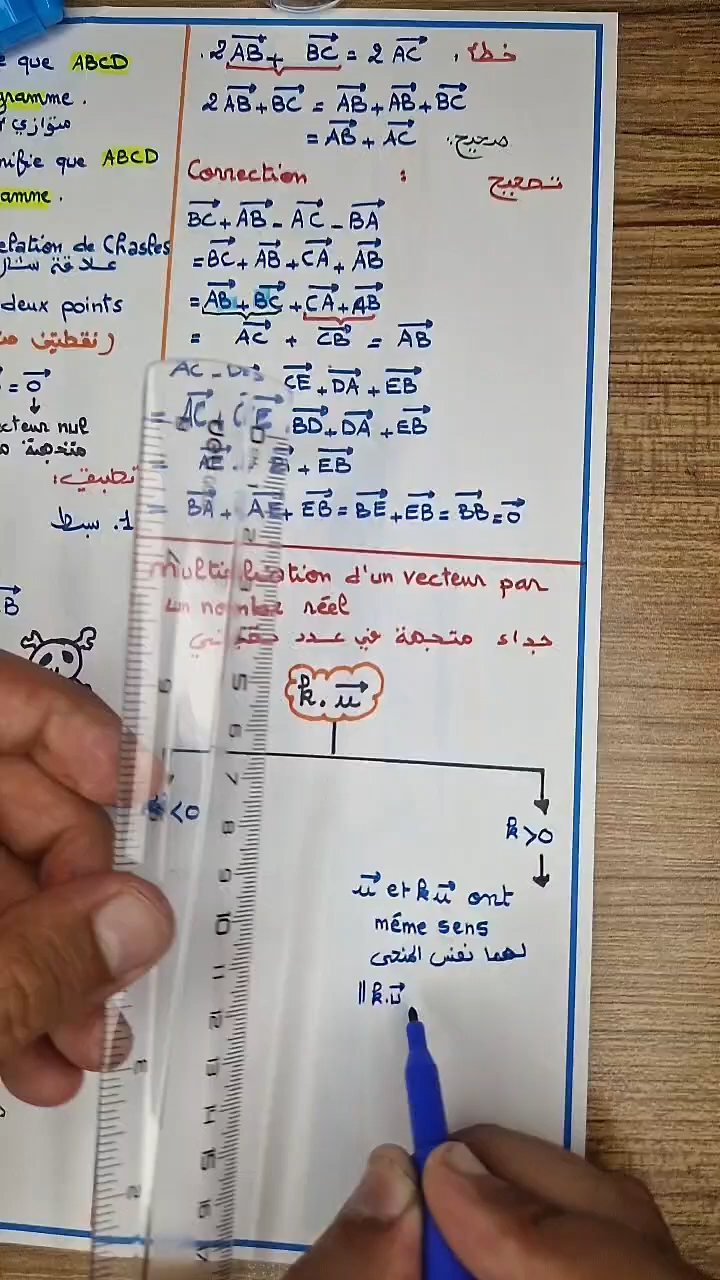 e que ABCD
gramme.
متوازي
nifie que ABCD
amme.
elation de Chasles
deux points
= 0⃗
cteur nul
تطبيق:
1. بسط
B
خطأ. 2AB⃗ + BC⃗ = 2AC⃗
2AB⃗ + BC⃗ = AB⃗ + AB⃗ + BC⃗
= AB⃗ + AC⃗ صحيح.
Correction : تصحيح
BC⃗ + AB⃗ - AC⃗ - BA⃗
= BC⃗ + AB⃗ + CA⃗ + AB⃗
= AB⃗ + BC⃗ + CA⃗ + AB⃗
= AC⃗ + CB⃗ = AB⃗
AC - CE⃗ + DA⃗ + EB⃗
= AC⃗ + BD⃗ + DA⃗ + EB⃗
= + EB⃗
= BA⃗ + AE⃗ + EB⃗ = BE⃗ + EB⃗ = BB⃗ = 0⃗
Multiplication d'un vecteur par
un nombre réel
جداء متجهة في عدد حقيقي
k.u⃗
<0
k>0
u⃗ et ku⃗ ont
même sens
لهما نفس المنحى
||k.u⃗